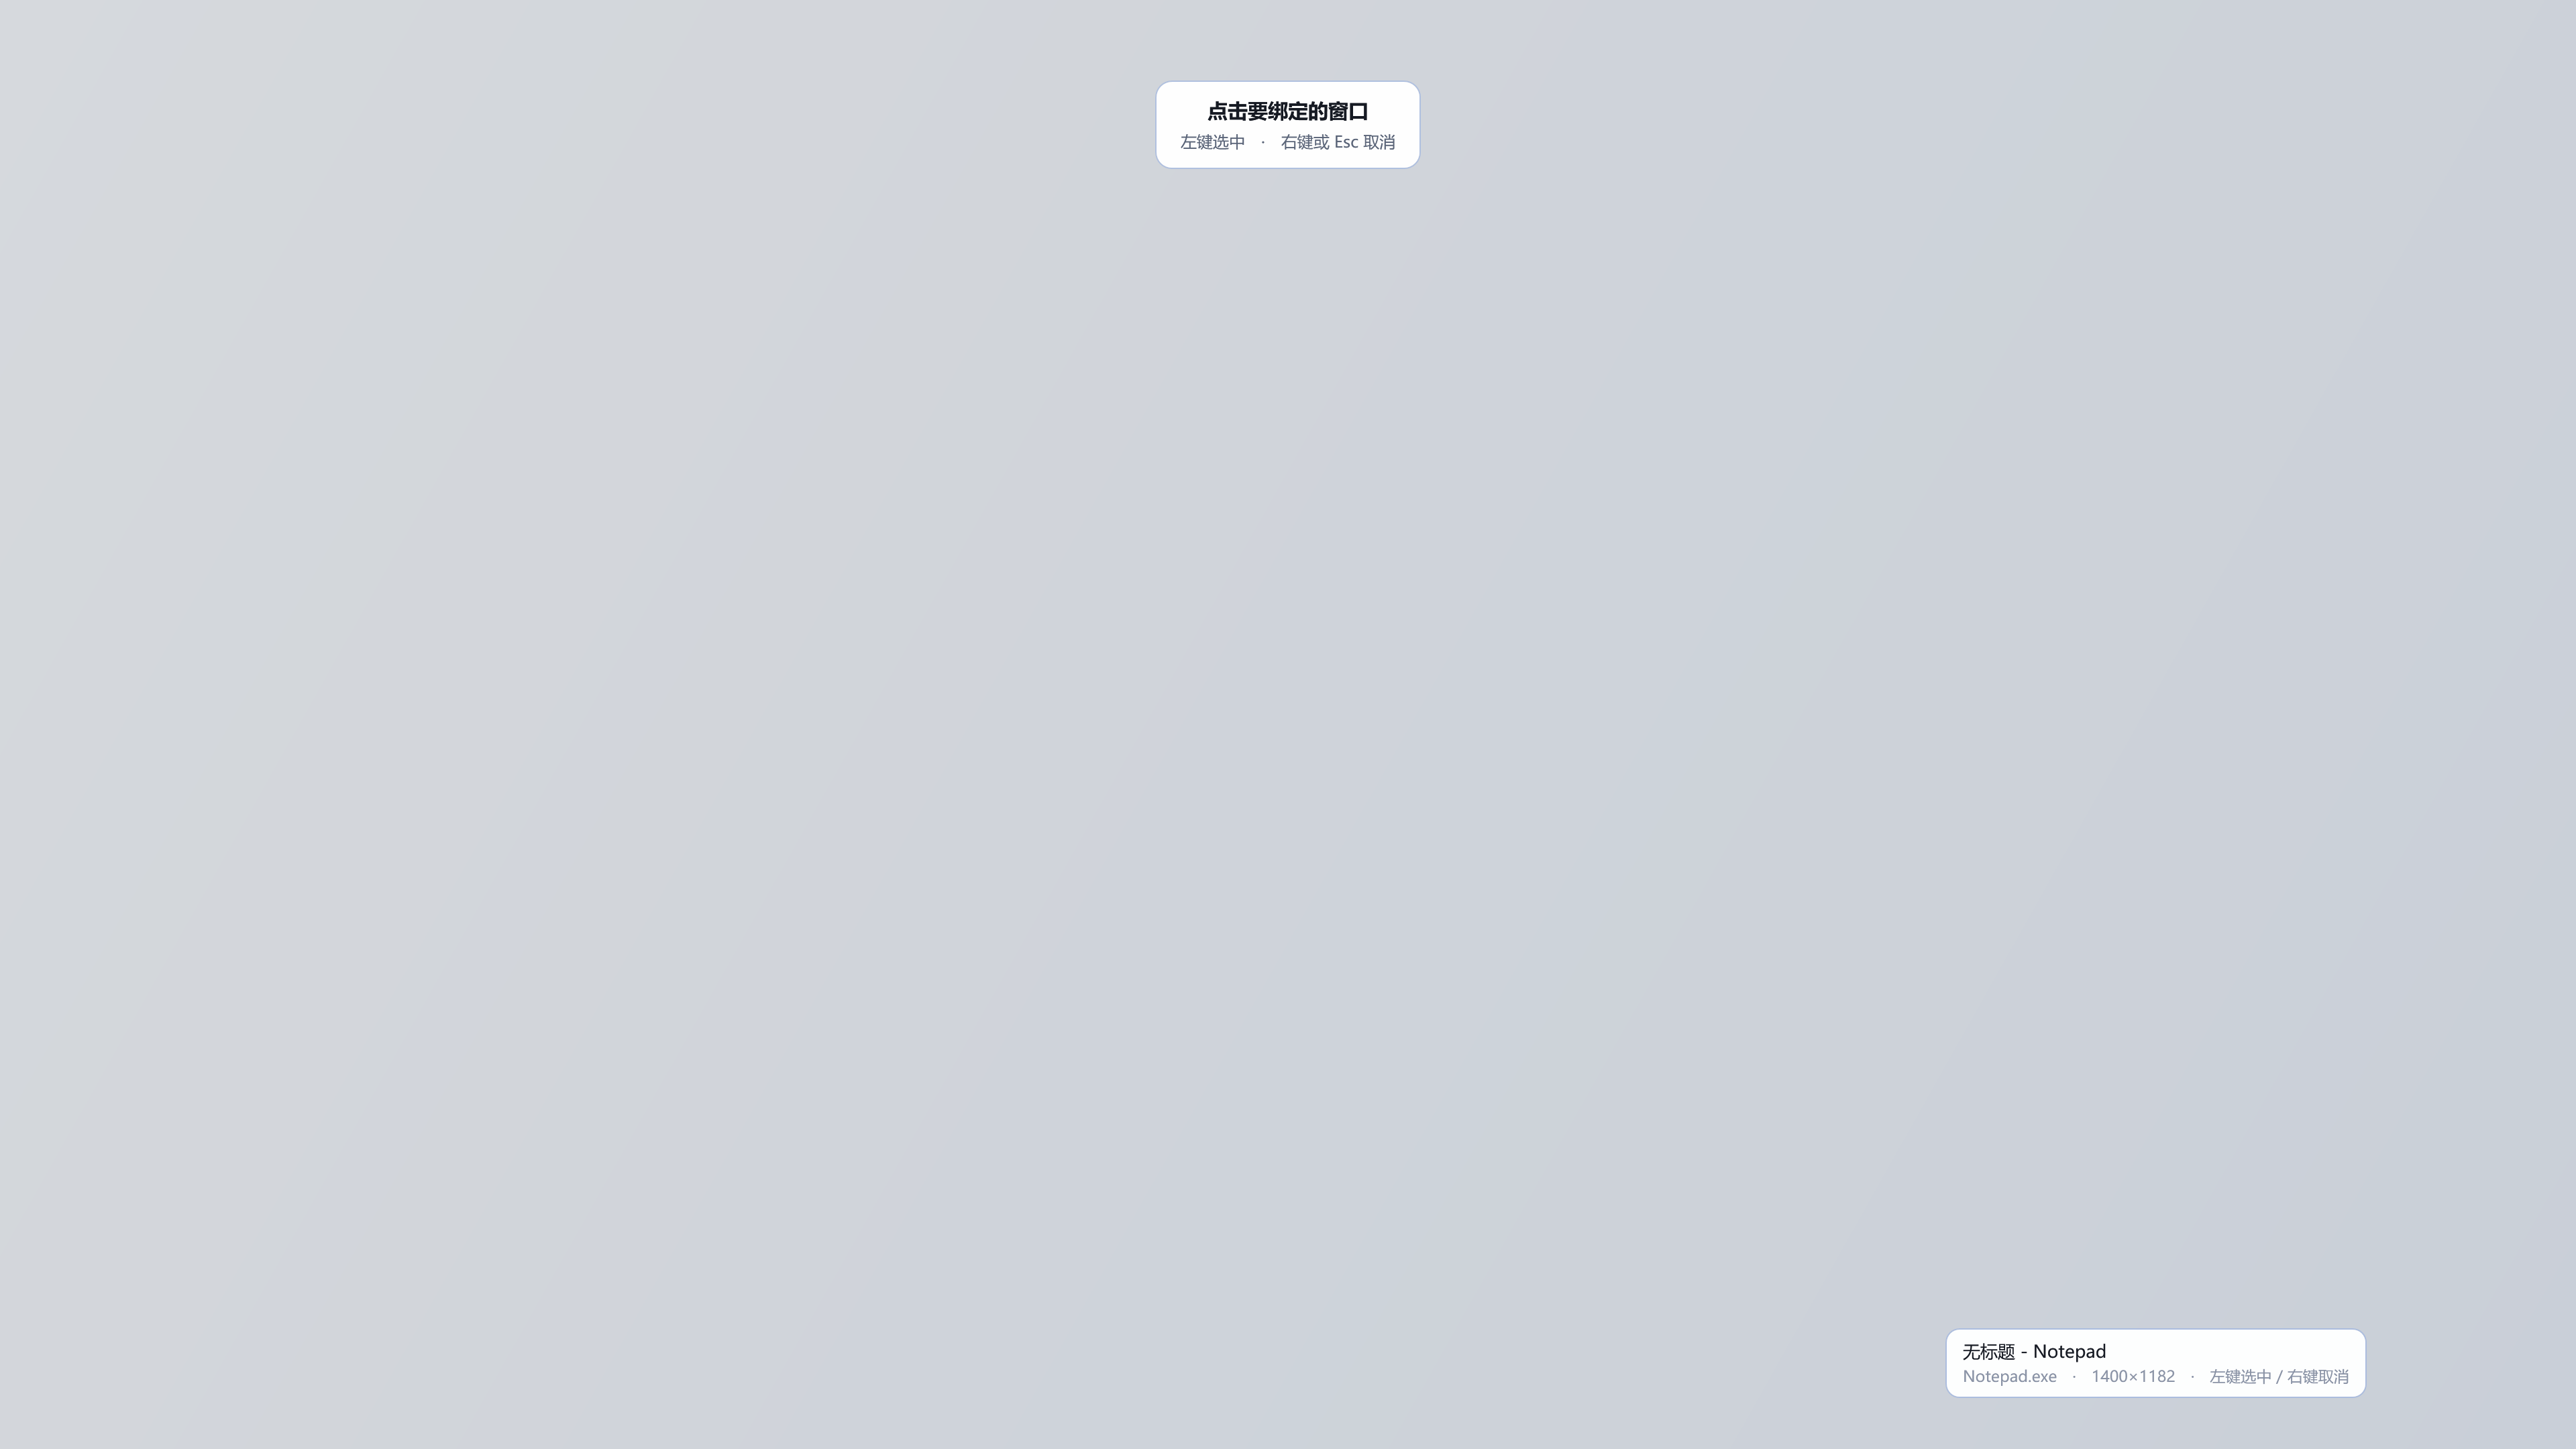 点击要绑定的窗口
左键选中 · 右键或 Esc 取消
无标题 - Notepad
Notepad.exe · 1400×1182 · 左键选中 / 右键取消